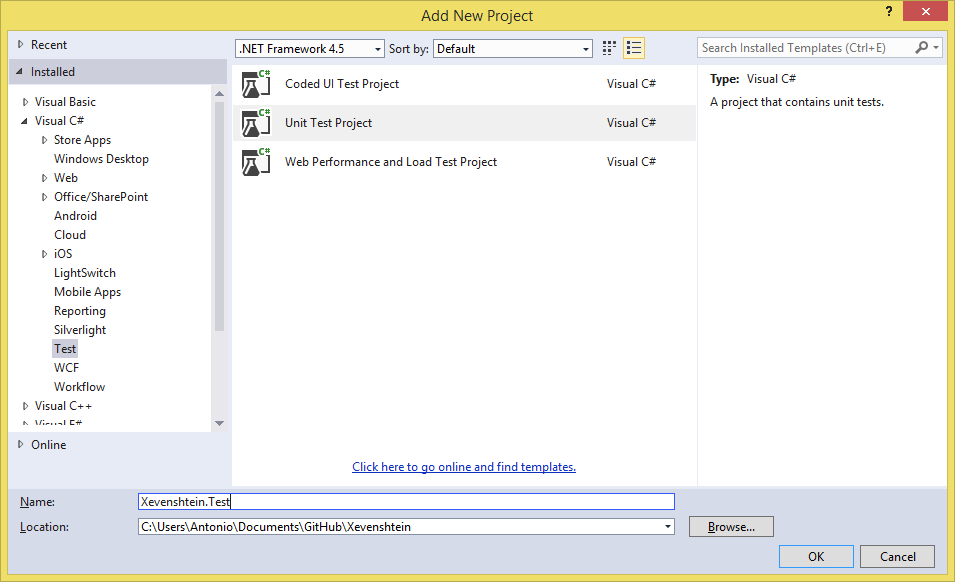 Add New Project
?
Recent
Installed
Visual Basic
Visual C#
Store Apps
Windows Desktop
Web
Office/SharePoint
Android
Cloud
iOS
LightSwitch
Mobile Apps
Reporting
Silverlight
Test
WCF
Workflow
Visual C++
Visual F#
Online
.NET Framework 4.5
Sort by: Default
C# Coded UI Test Project Visual C#
C# Unit Test Project Visual C#
C# Web Performance and Load Test Project Visual C#
Click here to go online and find templates.
Search Installed Templates (Ctrl+E)
Type: Visual C#
A project that contains unit tests.
Name: Xevenshtein.Test
Location: C:\Users\Antonio\Documents\GitHub\Xevenshtein
Browse...
OK Cancel